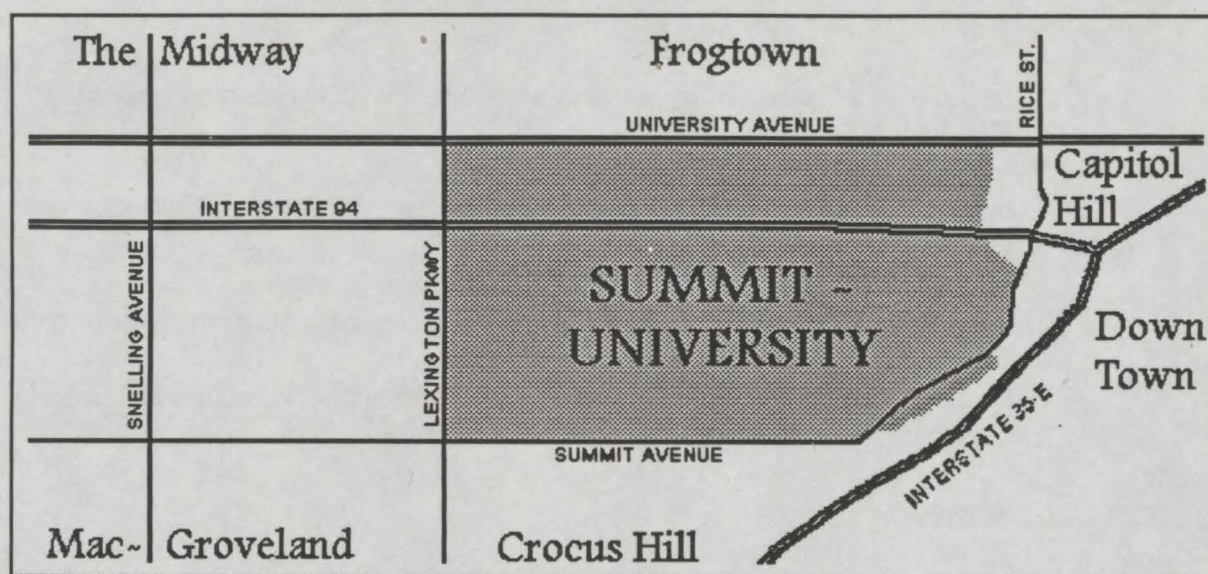 The Midway
Frogtown
RICE ST.
UNIVERSITY AVENUE
Capitol
Hill
INTERSTATE 94
SNELLING AVENUE
LEXINGTON PKWY
SUMMIT -
UNIVERSITY
Down
Town
INTERSTATE 35-E
SUMMIT AVENUE
Mac~ Groveland
Crocus Hill